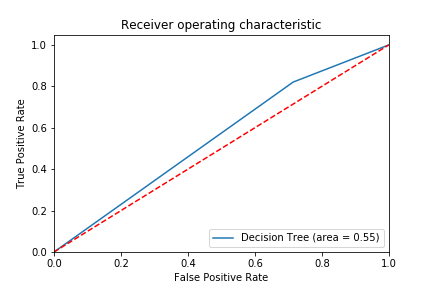 Receiver operating characteristic
1.0
0.8
0.6
0.4
0.2
0.0
True Positive Rate
Decision Tree (area = 0.55)
0.0 0.2 0.4 0.6 0.8 1.0
False Positive Rate